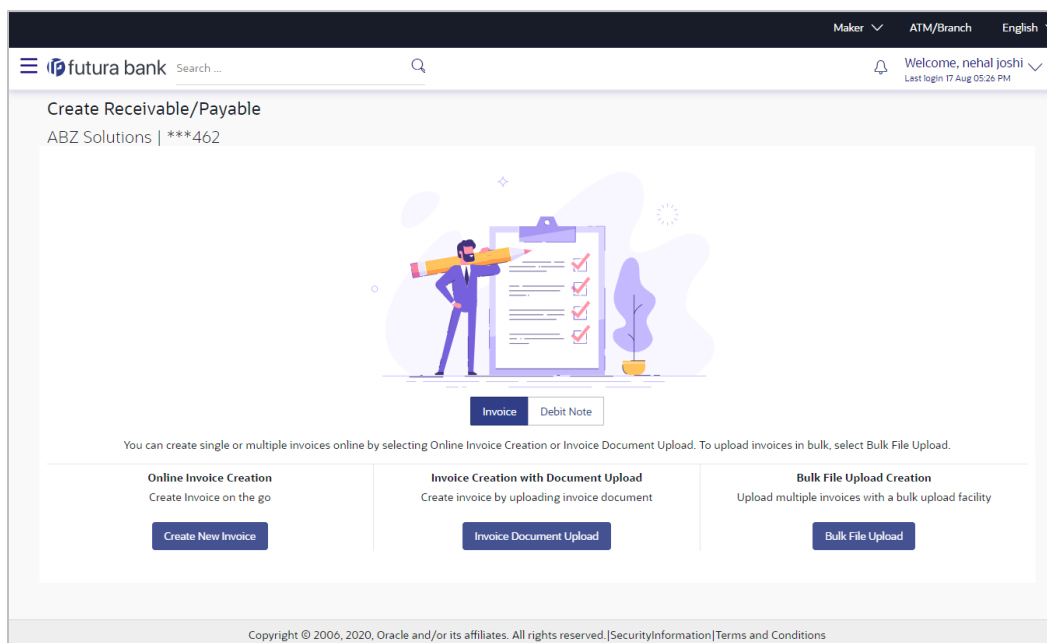 Maker ATM/Branch English
futura bank Search ... Welcome, nehal joshi
Last login 17 Aug 05:26 PM
Create Receivable/Payable
ABZ Solutions | ***462
Invoice Debit Note
You can create single or multiple invoices online by selecting Online Invoice Creation or Invoice Document Upload. To upload invoices in bulk, select Bulk File Upload.
Online Invoice Creation Invoice Creation with Document Upload Bulk File Upload Creation
Create Invoice on the go Create invoice by uploading invoice document Upload multiple invoices with a bulk upload facility
Create New Invoice Invoice Document Upload Bulk File Upload
Copyright © 2006, 2020, Oracle and/or its affiliates. All rights reserved.|SecurityInformation|Terms and Conditions